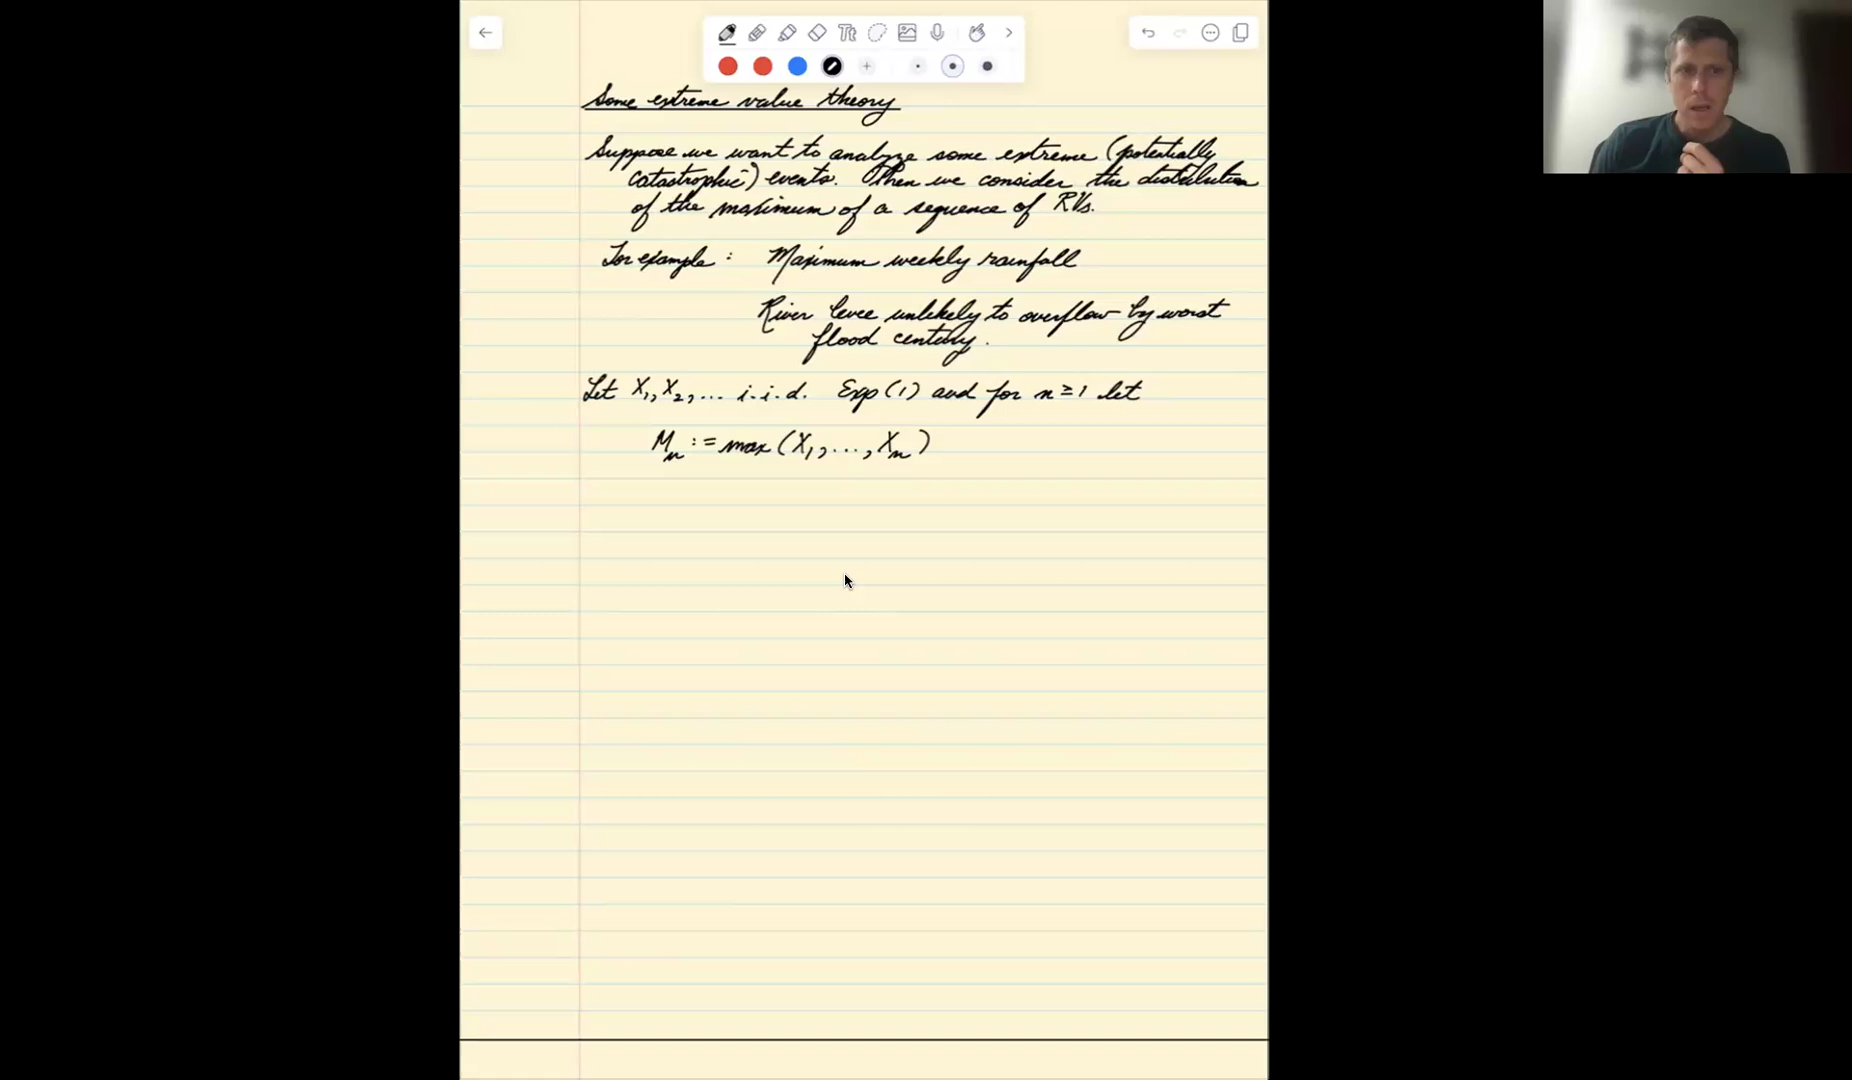 Some extreme value theory
Suppose we want to analyze some extreme (potentially
catastrophic) events. Then we consider the distribution
of the maximum of a sequence of RVs.
For example : Maximum weekly rainfall
River levee unlikely to overflow by worst
flood century.
Let X₁, X₂, ... i.i.d. Exp(1) and for n ≥ 1 let
Mₙ := max(X₁, ..., Xₙ)